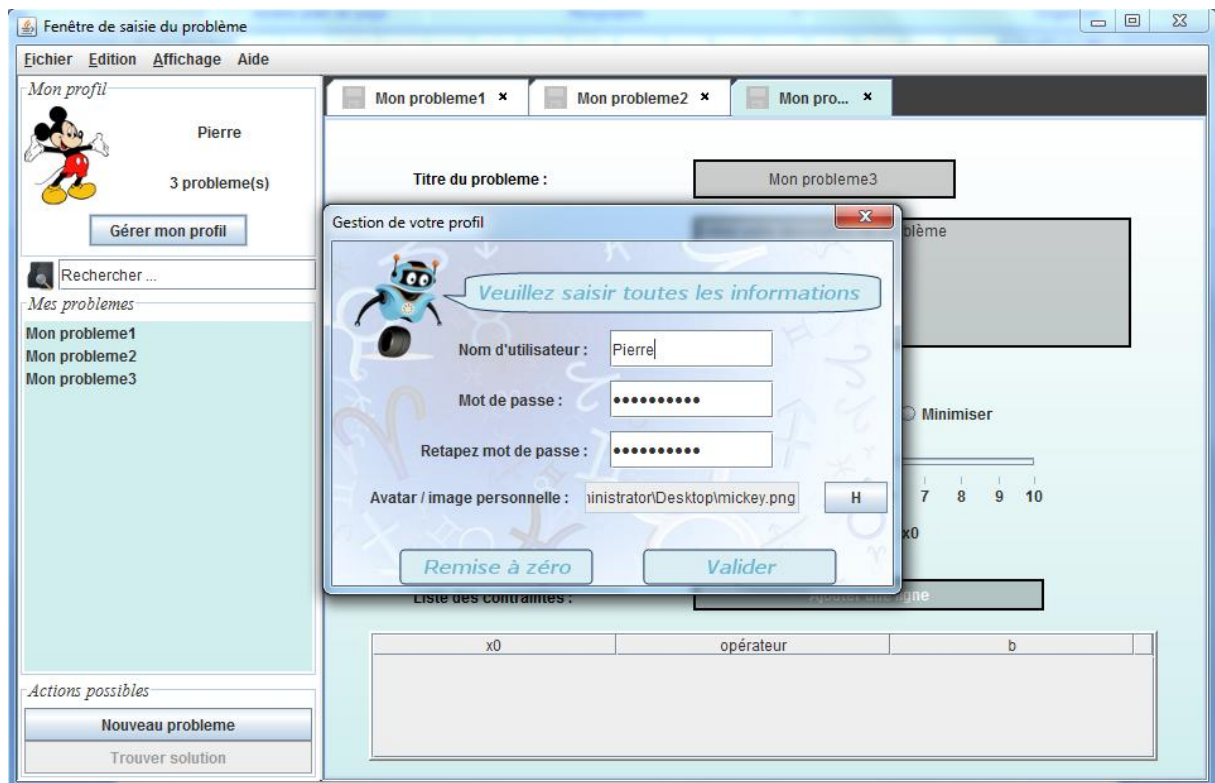 Fenêtre de saisie du problème
Fichier Edition Affichage Aide
Mon profil
Pierre
3 probleme(s)
Gérer mon profil
Rechercher ...
Mes problemes
Mon probleme1
Mon probleme2
Mon probleme3
Actions possibles
Nouveau probleme
Trouver solution
Mon probleme1 × Mon probleme2 × Mon pro... ×
Titre du probleme : Mon probleme3
blème
Minimiser
7 8 9 10
x0
Liste des contraintes : Ajouter une ligne
x0 opérateur b
Gestion de votre profil
Veuillez saisir toutes les informations
Nom d'utilisateur : Pierre
Mot de passe : ••••••••••
Retapez mot de passe : ••••••••••
Avatar / image personnelle : inistrator\Desktop\mickey.png H
Remise à zéro Valider